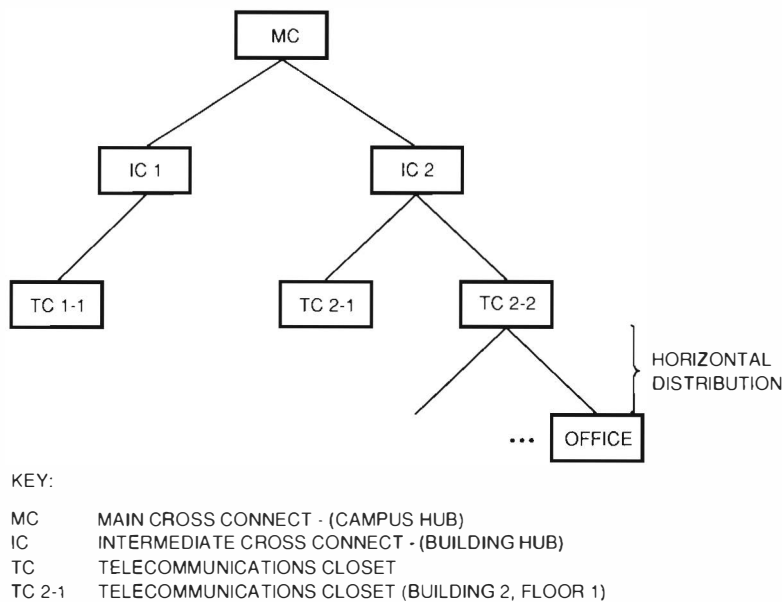 MC
IC 1
IC 2
TC 1-1
TC 2-1
TC 2-2
HORIZONTAL
DISTRIBUTION
... OFFICE
KEY:
MC MAIN CROSS CONNECT - (CAMPUS HUB)
IC INTERMEDIATE CROSS CONNECT - (BUILDING HUB)
TC TELECOMMUNICATIONS CLOSET
TC 2-1 TELECOMMUNICATIONS CLOSET (BUILDING 2, FLOOR 1)